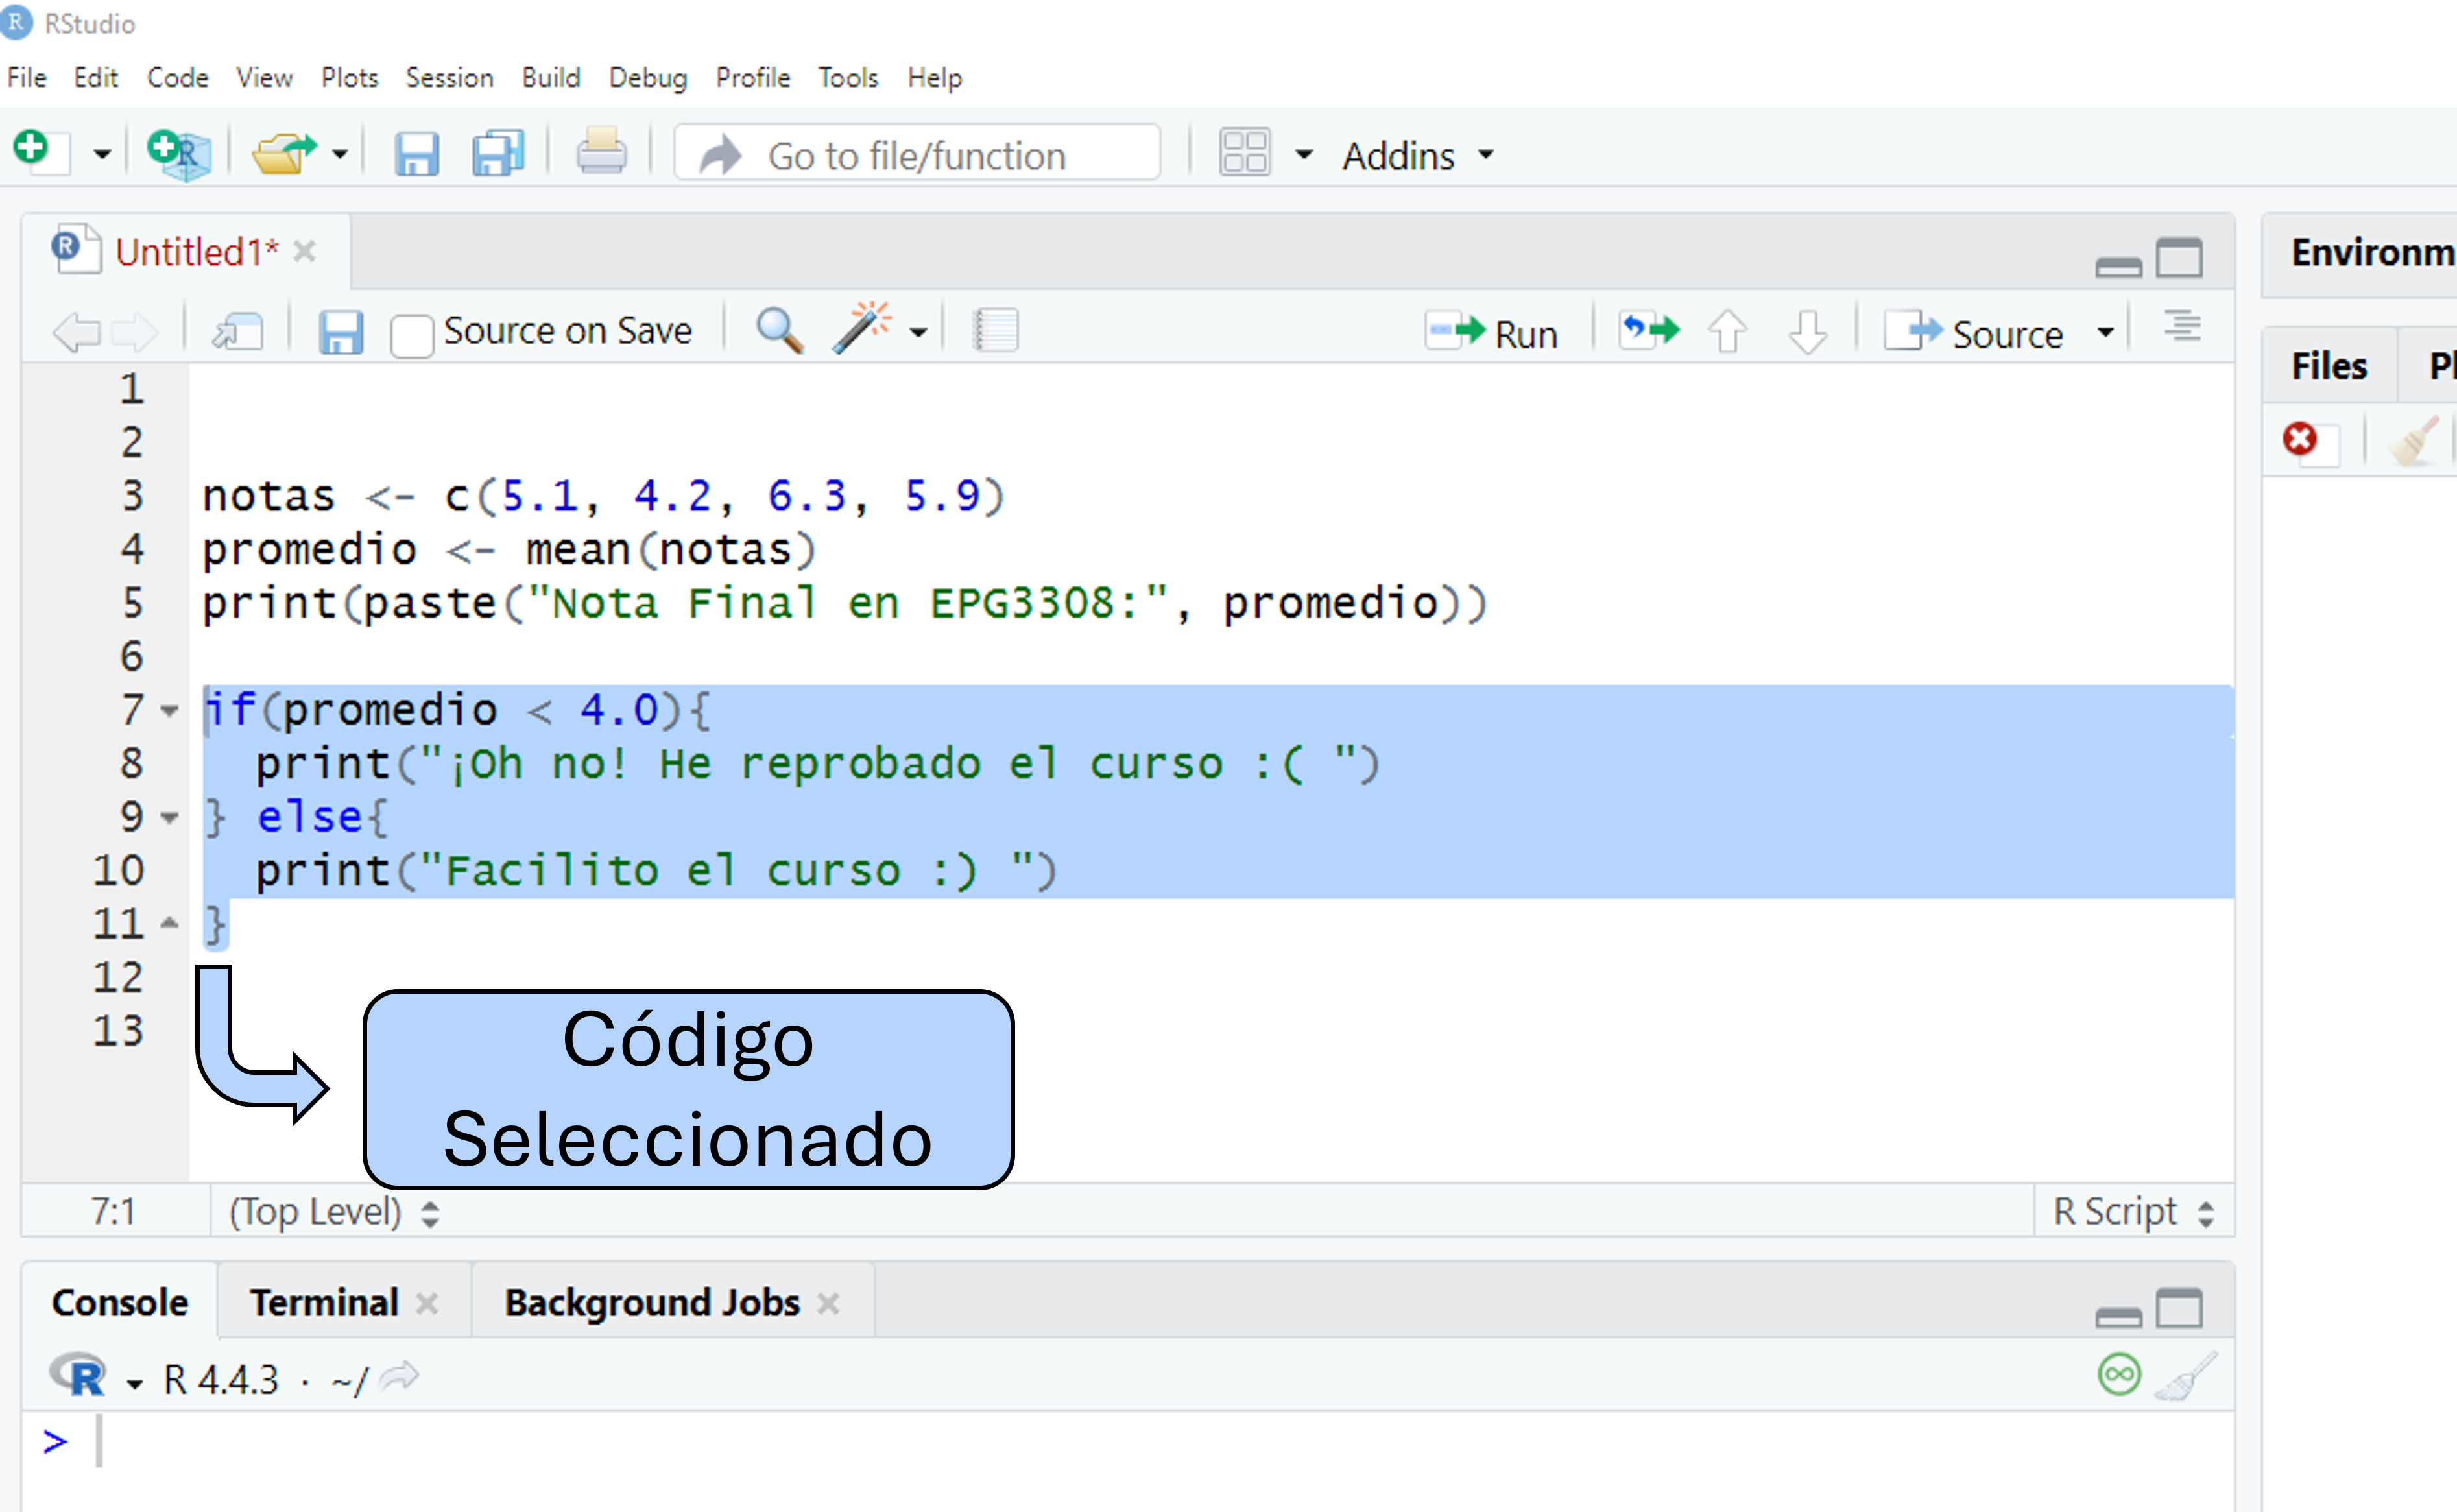 RStudio
File Edit Code View Plots Session Build Debug Profile Tools Help
Go to file/function Addins
Untitled1*
Environm
Source on Save Run Source
Files Pl
1
2
3 notas <- c(5.1, 4.2, 6.3, 5.9)
4 promedio <- mean(notas)
5 print(paste("Nota Final en EPG3308:", promedio))
6
7 if(promedio < 4.0){
8 print("¡Oh no! He reprobado el curso :( ")
9 } else{
10 print("Facilito el curso :) ")
11 }
12
13
Código
Seleccionado
7:1 (Top Level) R Script
Console Terminal Background Jobs
R 4.4.3 · ~/
>